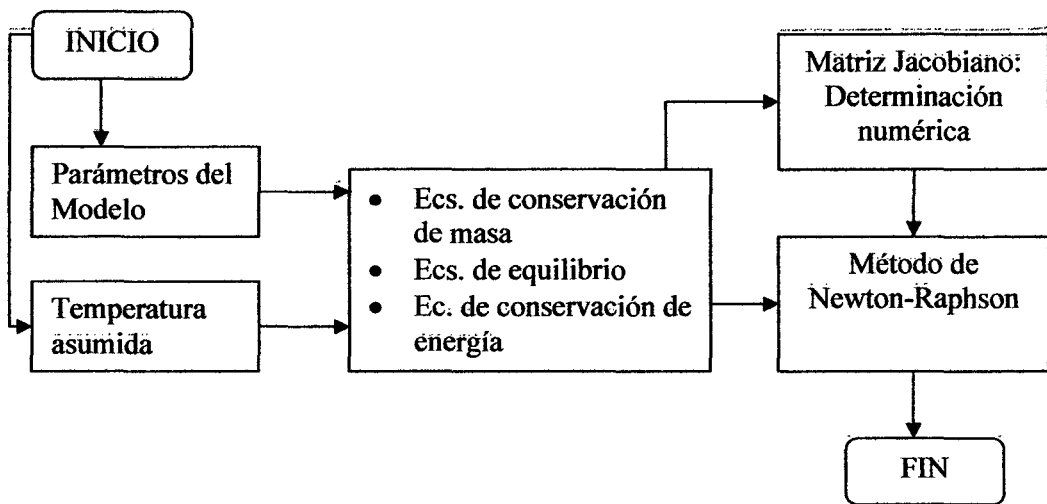 INICIO
Parámetros del
Modelo
Temperatura
asumida
• Ecs. de conservación
de masa
• Ecs. de equilibrio
• Ec. de conservación de
energía
Matriz Jacobiano:
Determinación
numérica
Método de
Newton-Raphson
FIN